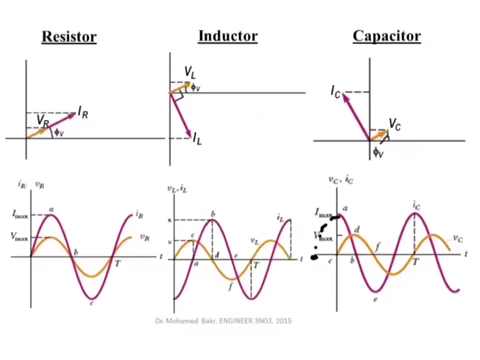 Resistor
Inductor
Capacitor
V_R
I_R
ϕ_V
V_L
ϕ_V
I_L
I_C
V_C
ϕ_V
i_R v_R
I_max
V_max
a
b
c
i_R
v_R
T
t
v_L, i_L
a
b
c
d
e
f
i_L
v_L
T
t
v_C, i_C
I_max
V_max
a
b
c
d
e
f
i_C
v_C
T
t
Dr. Mohamed Bakr, ENGINEER 3N03, 2015